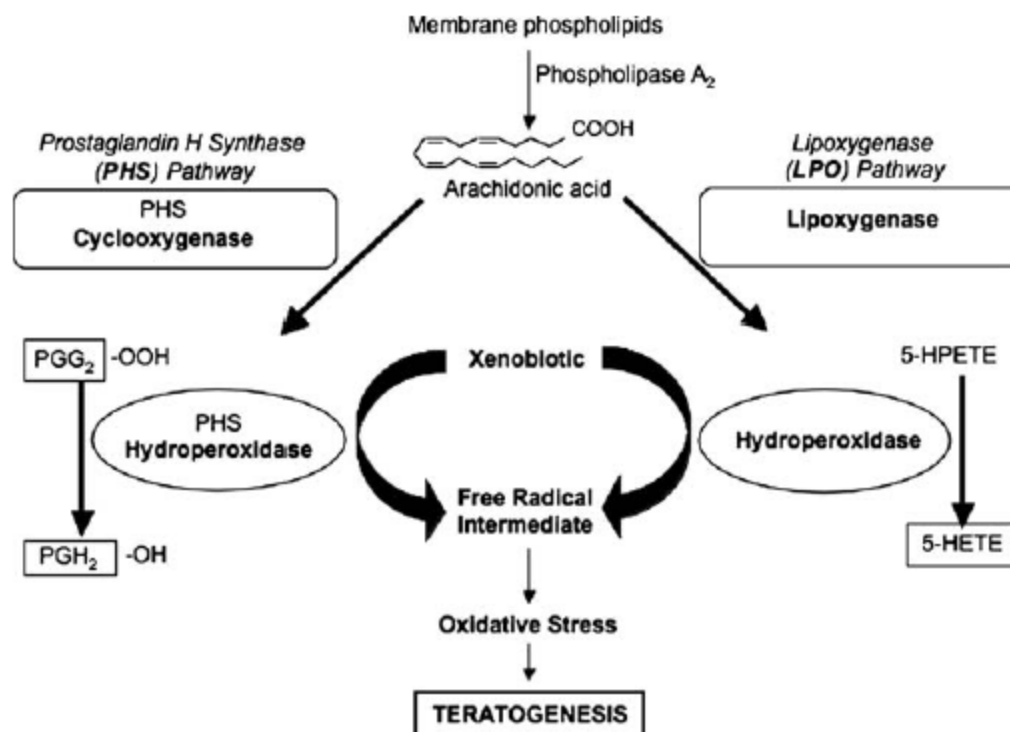 Membrane phospholipids
Phospholipase A₂
COOH
Arachidonic acid
Prostaglandin H Synthase
(PHS) Pathway
PHS
Cyclooxygenase
Lipoxygenase
(LPO) Pathway
Lipoxygenase
PGG₂ -OOH
PHS
Hydroperoxidase
PGH₂ -OH
Xenobiotic
Free Radical
Intermediate
5-HPETE
Hydroperoxidase
5-HETE
Oxidative Stress
TERATOGENESIS